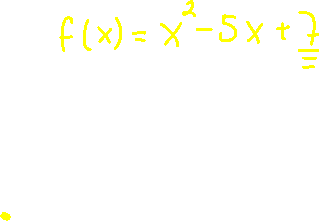 f(x) = x² - 5x + 7